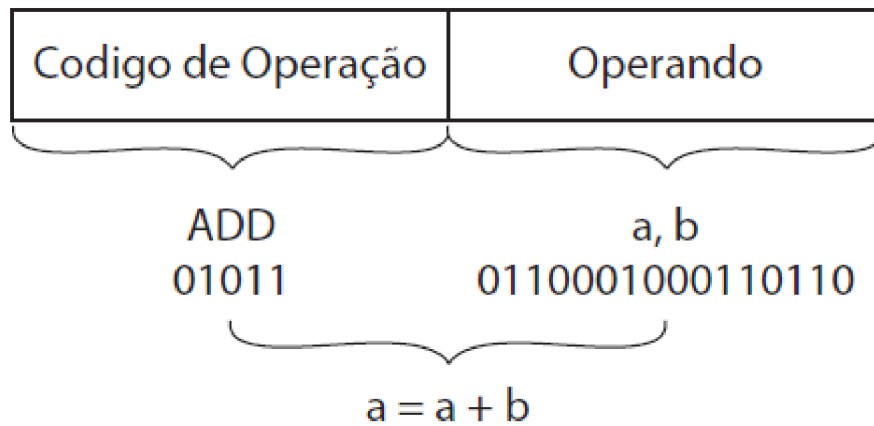 Codigo de Operação
Operando
ADD
a, b
01011
0110001000110110
a = a + b